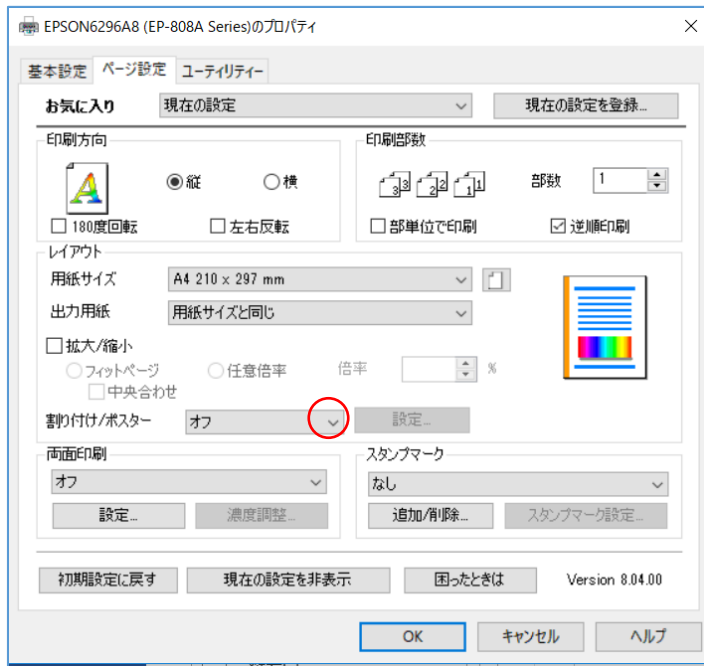 EPSON6296A8 (EP-808A Series)のプロパティ
基本設定 ページ設定 ユーティリティー
お気に入り 現在の設定 現在の設定を登録...
印刷方向 印刷部数
縦 横 部数 1
180度回転 左右反転 部単位で印刷 逆順印刷
レイアウト
用紙サイズ A4 210 x 297 mm
出力用紙 用紙サイズと同じ
拡大/縮小
フィットページ 任意倍率 倍率 %
中央合わせ
割り付け/ポスター オフ 設定...
両面印刷 スタンプマーク
オフ なし
設定... 濃度調整... 追加/削除... スタンプマーク設定...
初期設定に戻す 現在の設定を非表示 困ったときは Version 8.04.00
OK キャンセル ヘルプ